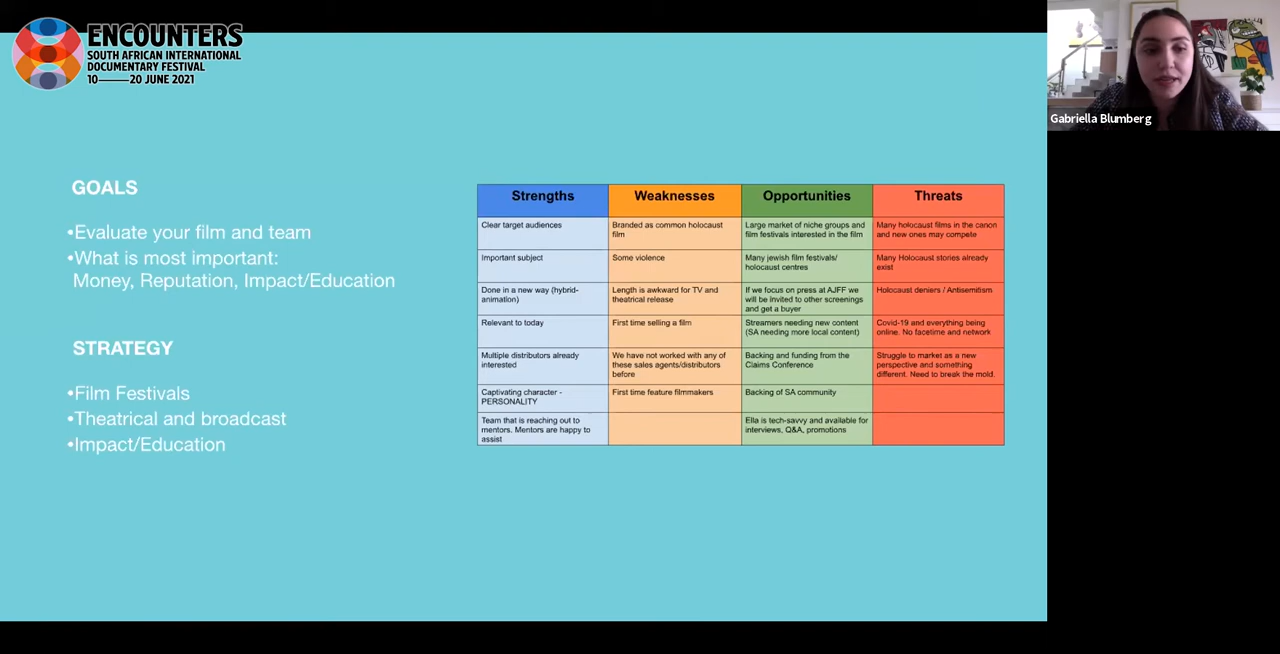 ENCOUNTERS
SOUTH AFRICAN INTERNATIONAL
DOCUMENTARY FESTIVAL
10——20 JUNE 2021
Gabriella Blumberg
GOALS
•Evaluate your film and team
•What is most important:
Money, Reputation, Impact/Education
STRATEGY
•Film Festivals
•Theatrical and broadcast
•Impact/Education
Strengths
Weaknesses
Opportunities
Threats
Clear target audiences
Branded as common holocaust
film
Large market of niche groups and
film festivals interested in the film
Many holocaust films in the canon
and new ones may compete
Important subject
Some violence
Many jewish film festivals/
holocaust centres
Many Holocaust stories already
exist
Done in a new way (hybrid-
animation)
Length is awkward for TV and
theatrical release
If we focus on press at AJFF we
will be invited to other screenings
and get a buyer
Holocaust deniers / Antisemitism
Relevant to today
First time selling a film
Streamers needing new content
(SA needing more local content)
Covid-19 and everything being
online. No facetime and network
Multiple distributors already
interested
We have not worked with any of
these sales agents/distributors
before
Backing and funding from the
Claims Conference
Struggle to market as a new
perspective and something
different. Need to break the mold.
Captivating character -
PERSONALITY
First time feature filmmakers
Backing of SA community
Team that is reaching out to
mentors. Mentors are happy to
assist
Ella is tech-savvy and available for
interviews, Q&A, promotions